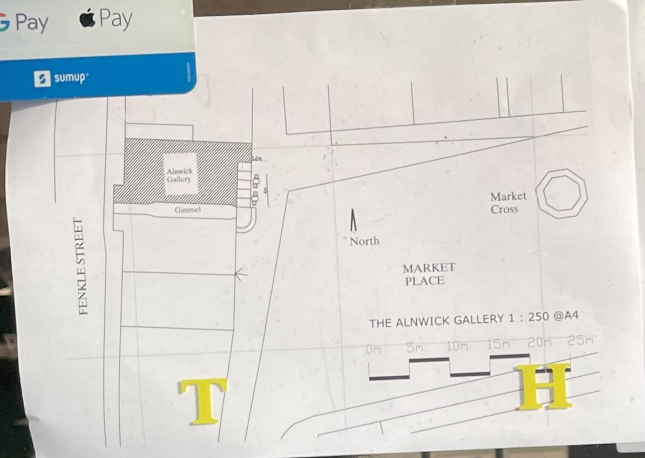 G Pay
Pay
sumup
Alnwick
Gallery
Gimmel
FENKLE STREET
North
Market
Cross
MARKET
PLACE
THE ALNWICK GALLERY 1 : 250 @A4
0m 5m 10m 15m 20m 25m
T H